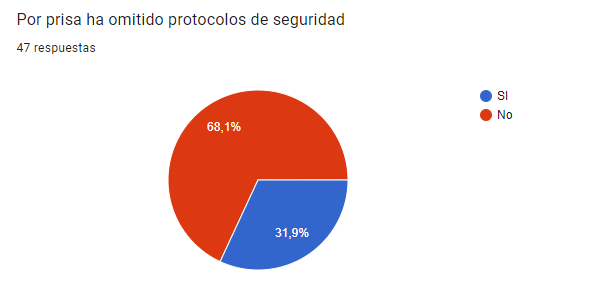 Por prisa ha omitido protocolos de seguridad
47 respuestas
SI
No
68,1%
31,9%